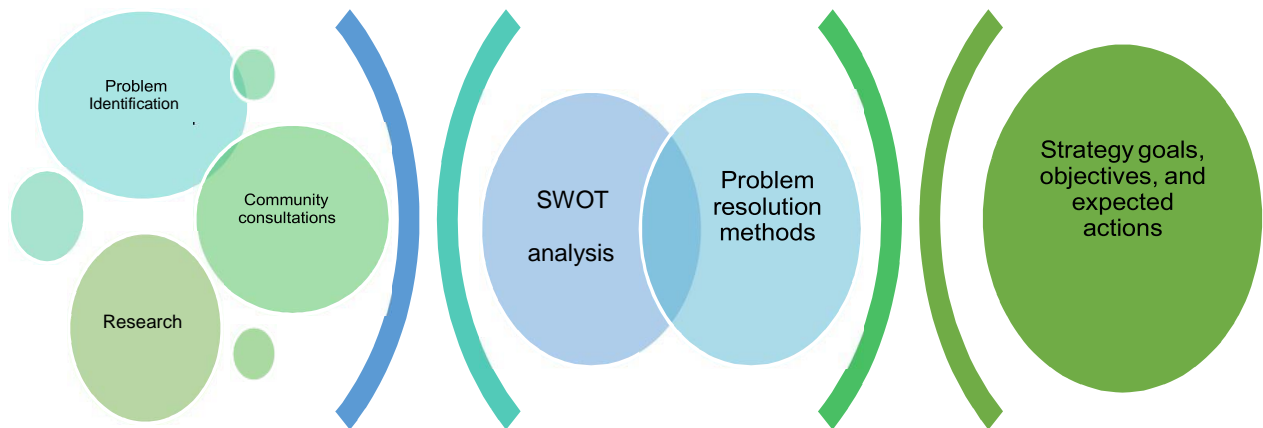 Problem
Identification
.
Community
consultations
Research
SWOT
analysis
Problem
resolution
methods
Strategy goals,
objectives, and
expected
actions